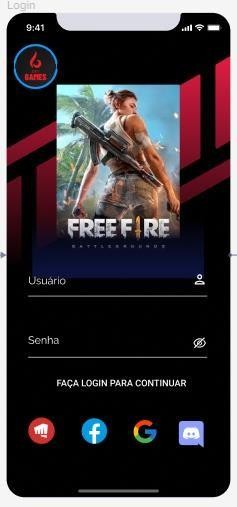 Login
9:41
GAMES
FREE FIRE
BATTLEGROUNDS
Usuário
Senha
FAÇA LOGIN PARA CONTINUAR